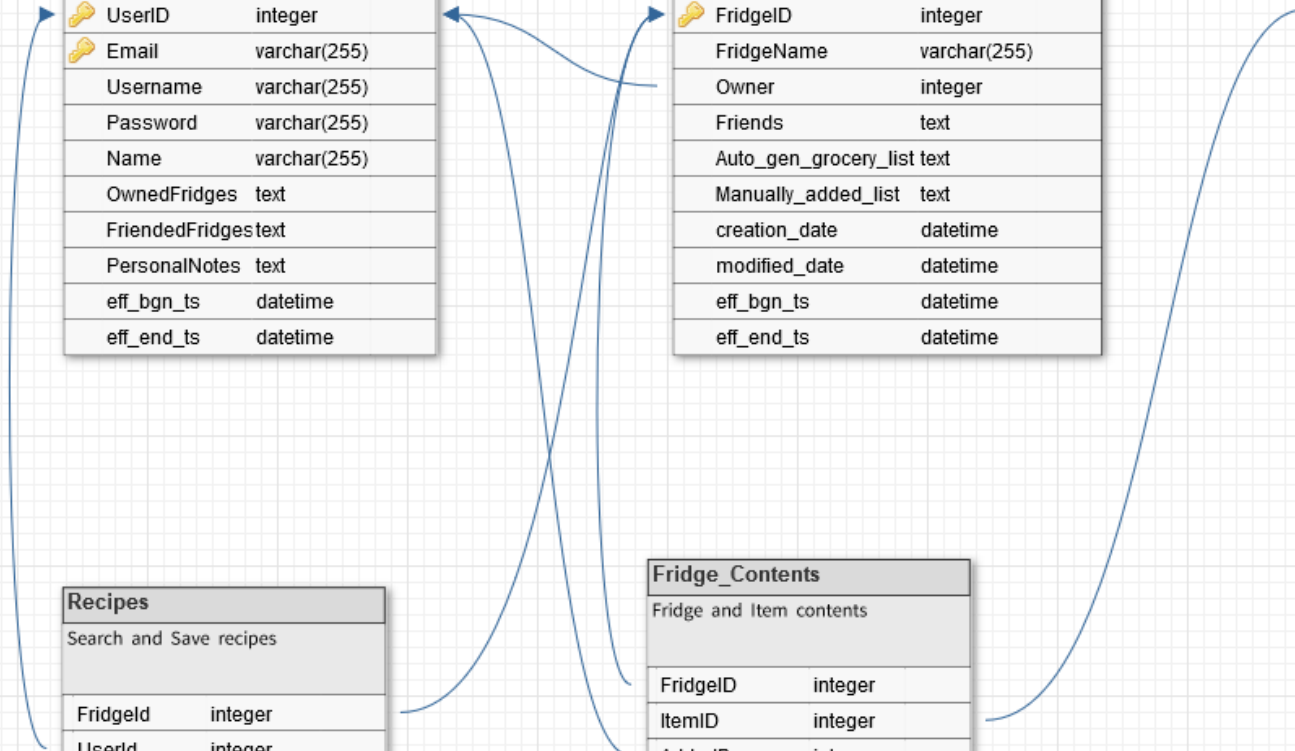 UserID integer
Email varchar(255)
Username varchar(255)
Password varchar(255)
Name varchar(255)
OwnedFridges text
FriendedFridges text
PersonalNotes text
eff_bgn_ts datetime
eff_end_ts datetime
FridgeID integer
FridgeName varchar(255)
Owner integer
Friends text
Auto_gen_grocery_list text
Manually_added_list text
creation_date datetime
modified_date datetime
eff_bgn_ts datetime
eff_end_ts datetime
Recipes
Search and Save recipes
FridgeId integer
UserId integer
Fridge_Contents
Fridge and Item contents
FridgeID integer
ItemID integer